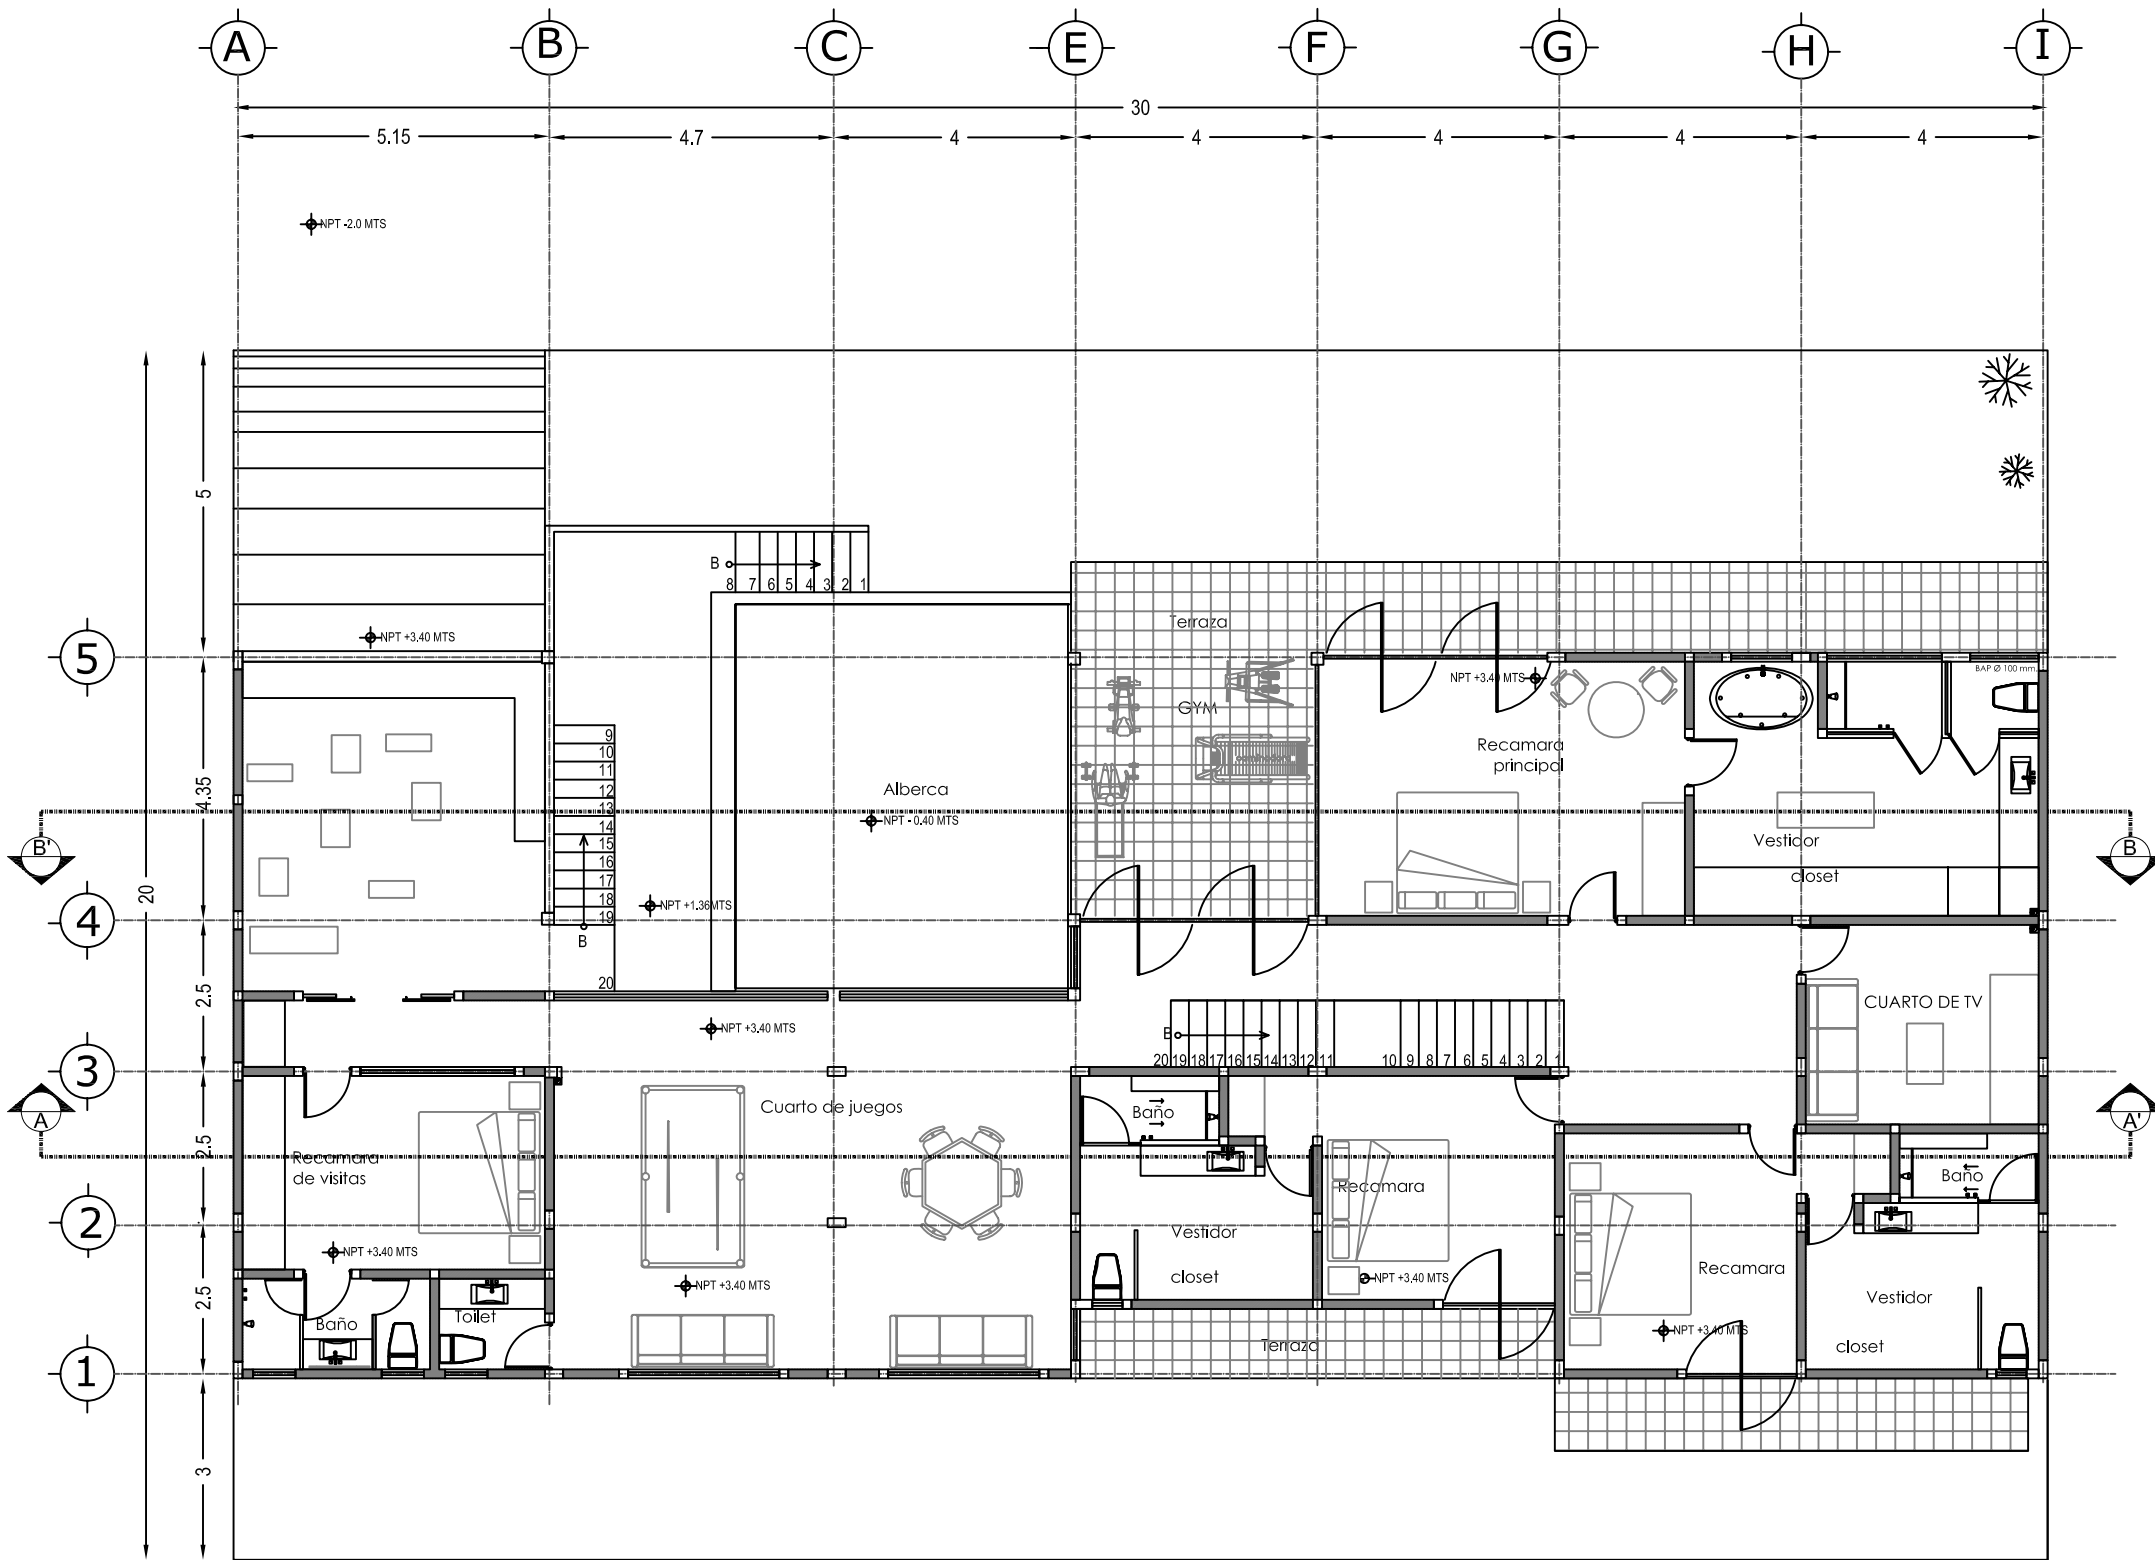 A B C E F G H I
30
5.15 4.7 4 4 4 4 4
NPT -2.0 MTS
5
B
8 7 6 5 4 3 2 1
Terraza
NPT +3.40 MTS
5
BAP Ø 100 mm.
NPT +3.40 MTS
GYM
9
10
11
12
13
14
15
16
17
18
19
20
B
Recamara
principal
caminadora
4.35
Alberca
NPT - 0.40 MTS
B'
B
Vestidor
closet
20
NPT +1.36MTS
4
2.5
CUARTO DE TV
NPT +3.40 MTS
B
20 19 18 17 16 15 14 13 12 11 10 9 8 7 6 5 4 3 2 1
3
A
A'
Cuarto de juegos
Baño
2.5
Recamara
de visitas
Recamara
Baño
2
Vestidor
NPT +3.40 MTS
closet
NPT +3.40 MTS
NPT +3.40 MTS
Recamara
Vestidor
2.5
Baño
Toilet
NPT +3.40 MTS
Terraza
closet
1
3